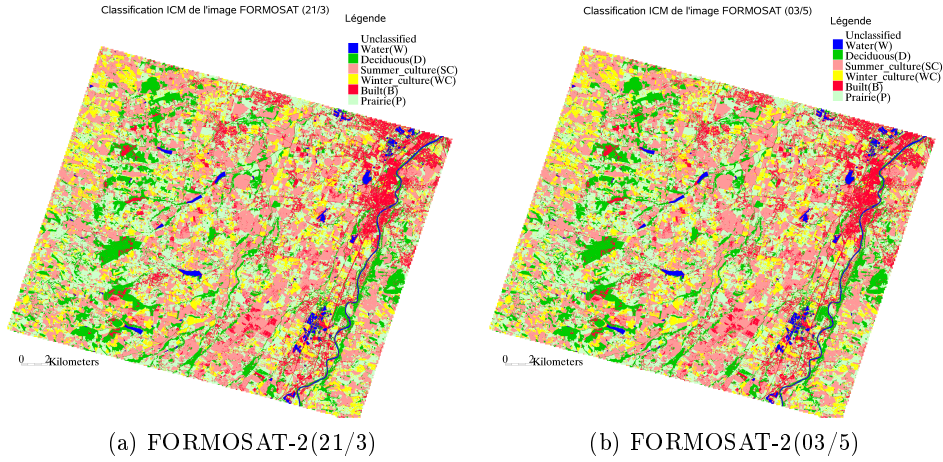 Classification ICM de l'image FORMOSAT (21/3)
Légende
Unclassified
Water(W)
Deciduous(D)
Summer_culture(SC)
Winter_culture(WC)
Built(B)
Prairie(P)
0 2 Kilometers
(a) FORMOSAT-2(21/3)
Classification ICM de l'image FORMOSAT (03/5)
Légende
Unclassified
Water(W)
Deciduous(D)
Summer_culture(SC)
Winter_culture(WC)
Built(B)
Prairie(P)
0 2 Kilometers
(b) FORMOSAT-2(03/5)